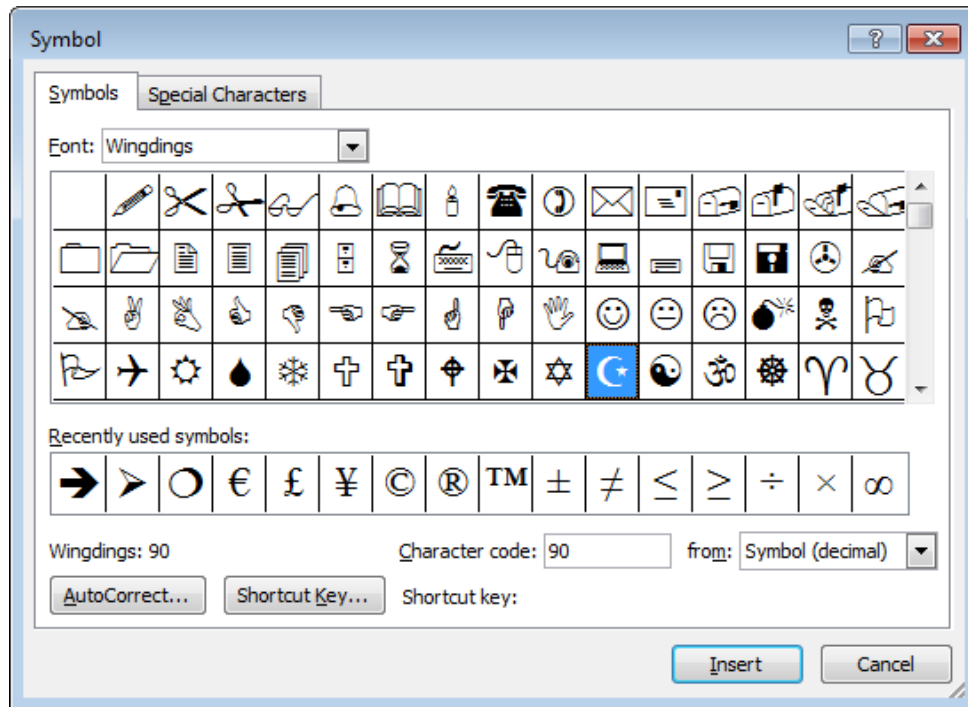 Symbol
Symbols Special Characters
Font: Wingdings
Recently used symbols:
€ £ ¥ © ® ™ ± ≠ ≤ ≥ ÷ × ∞
Wingdings: 90 Character code: 90 from: Symbol (decimal)
AutoCorrect... Shortcut Key... Shortcut key:
Insert Cancel